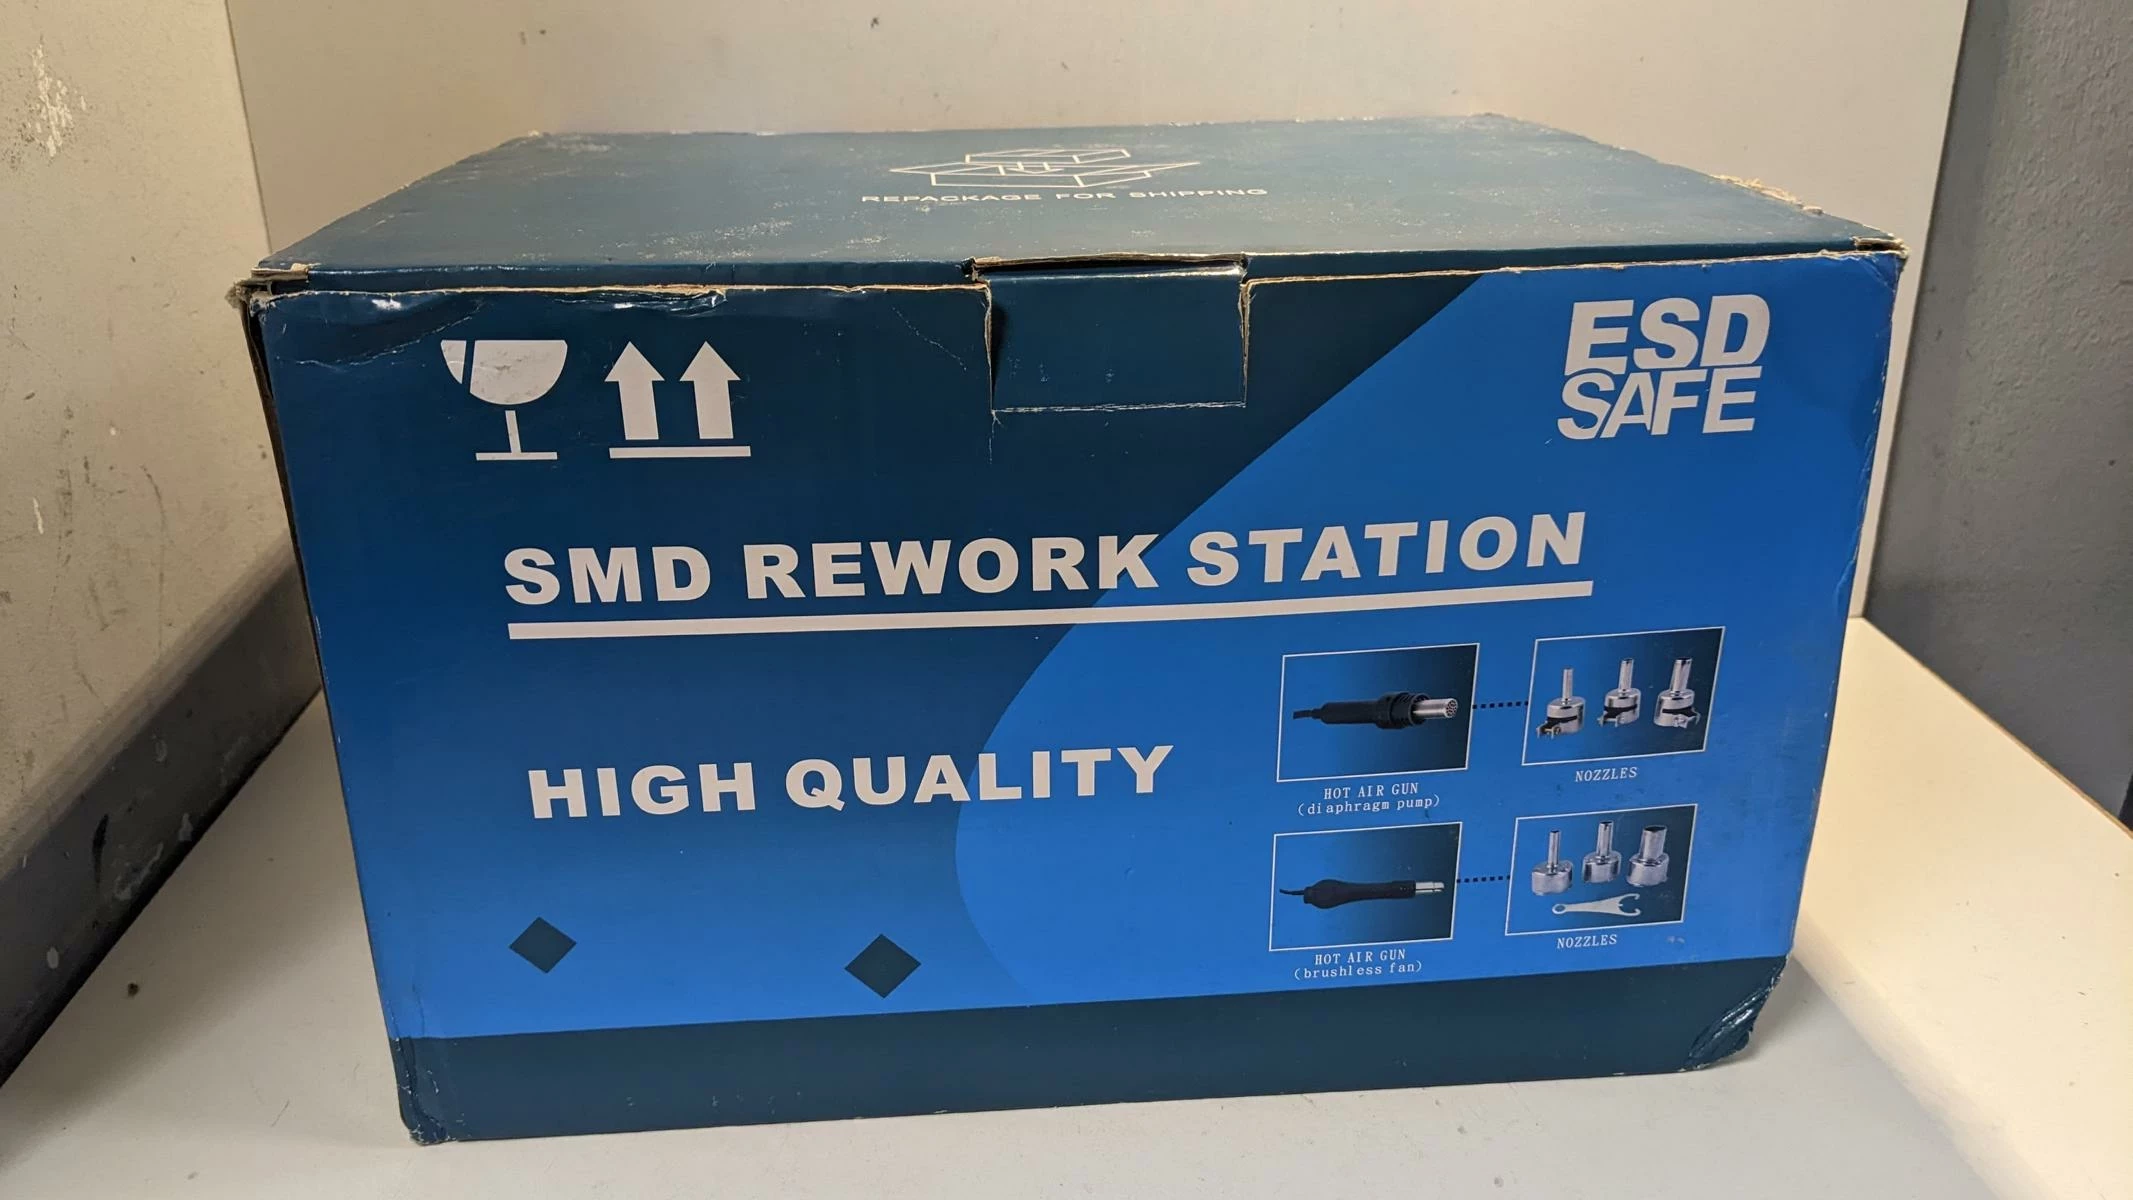 REPACKAGE FOR SHIPPING
ESD
SAFE
SMD REWORK STATION
HIGH QUALITY
HOT AIR GUN
(diaphragm pump)
NOZZLES
HOT AIR GUN
(brushless fan)
NOZZLES